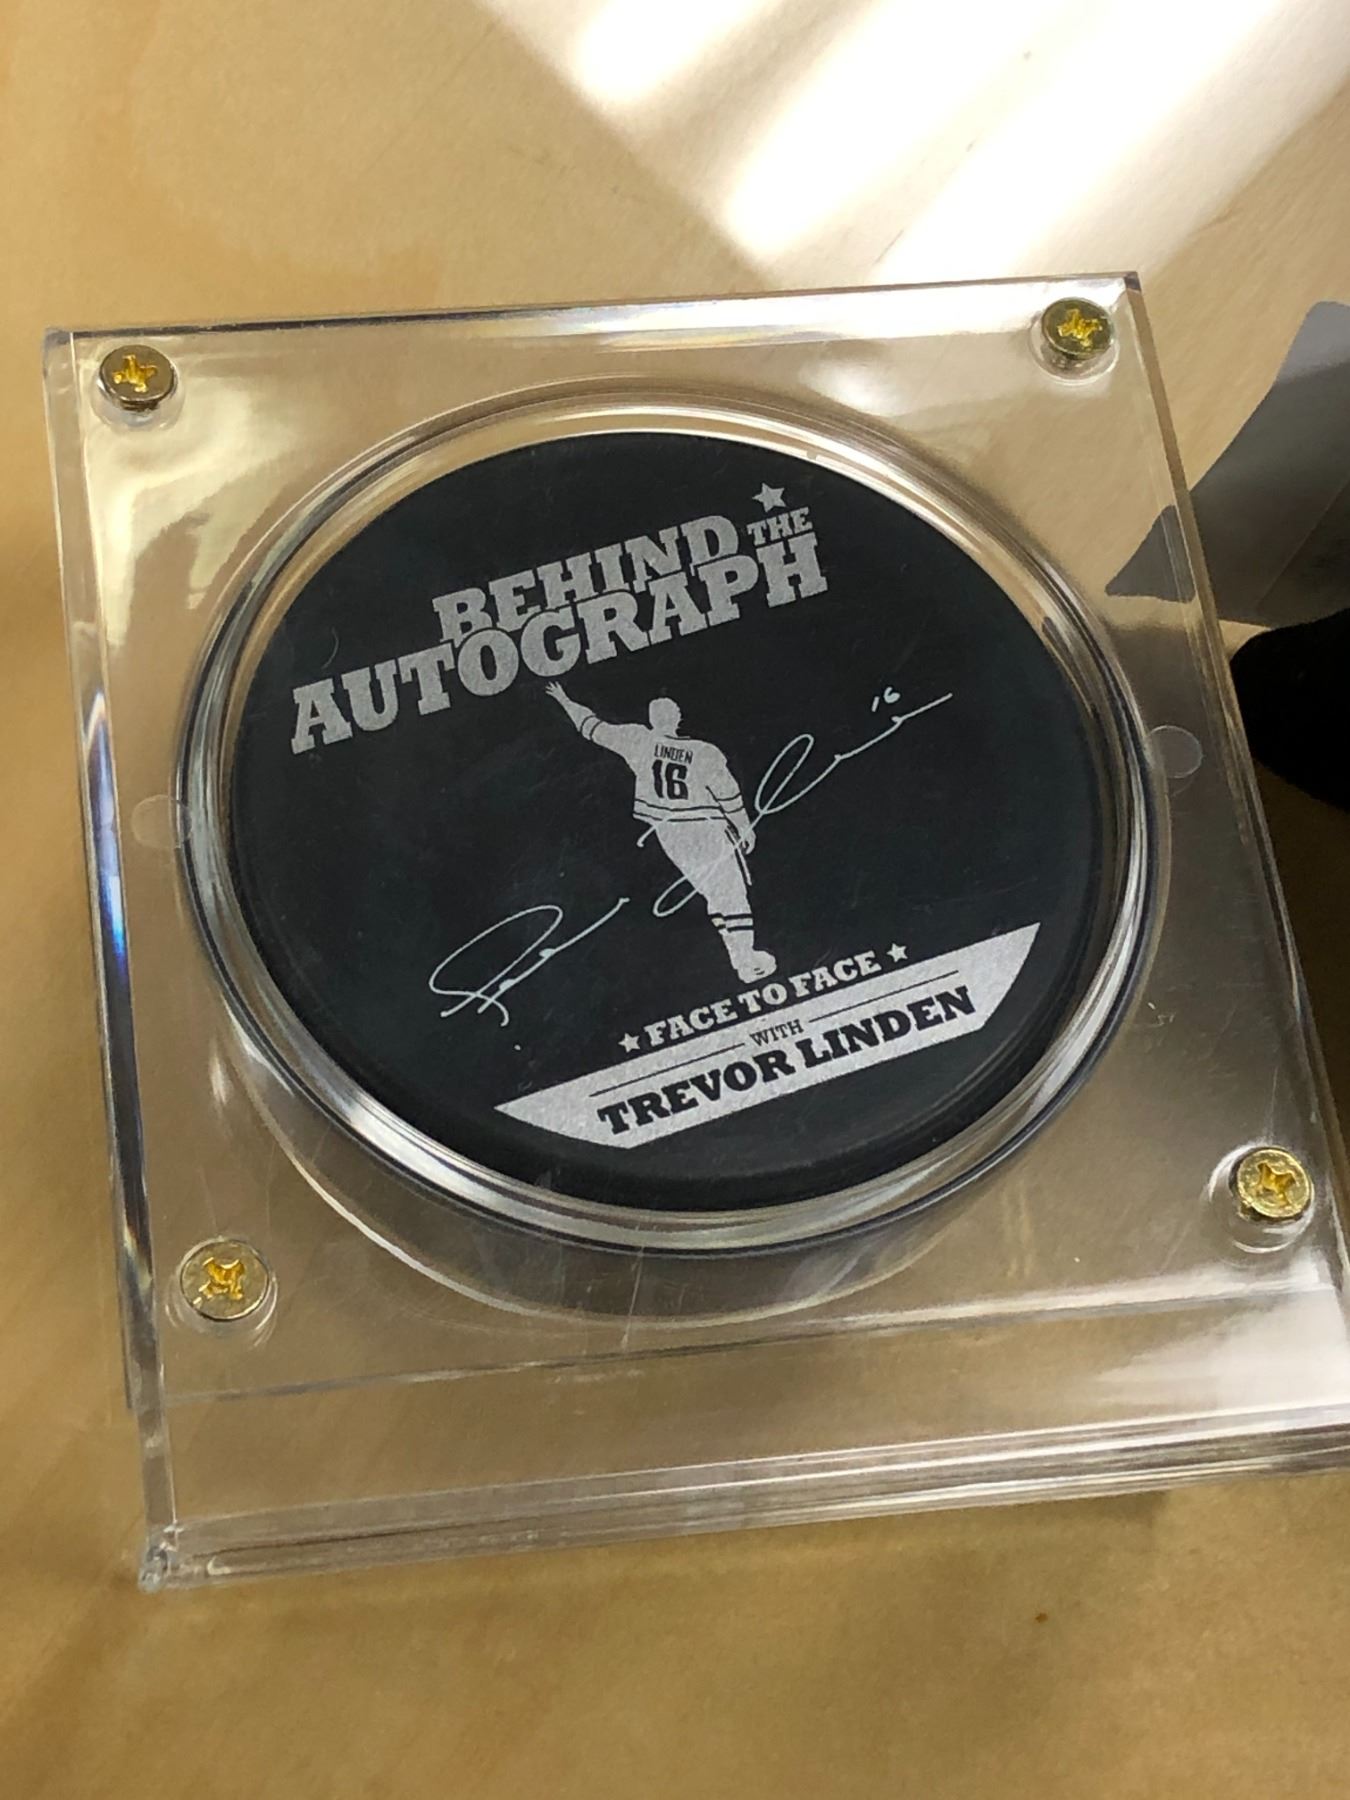 BEHIND THE
AUTOGRAPH
LINDEN
16
16
FACE TO FACE
WITH
TREVOR LINDEN